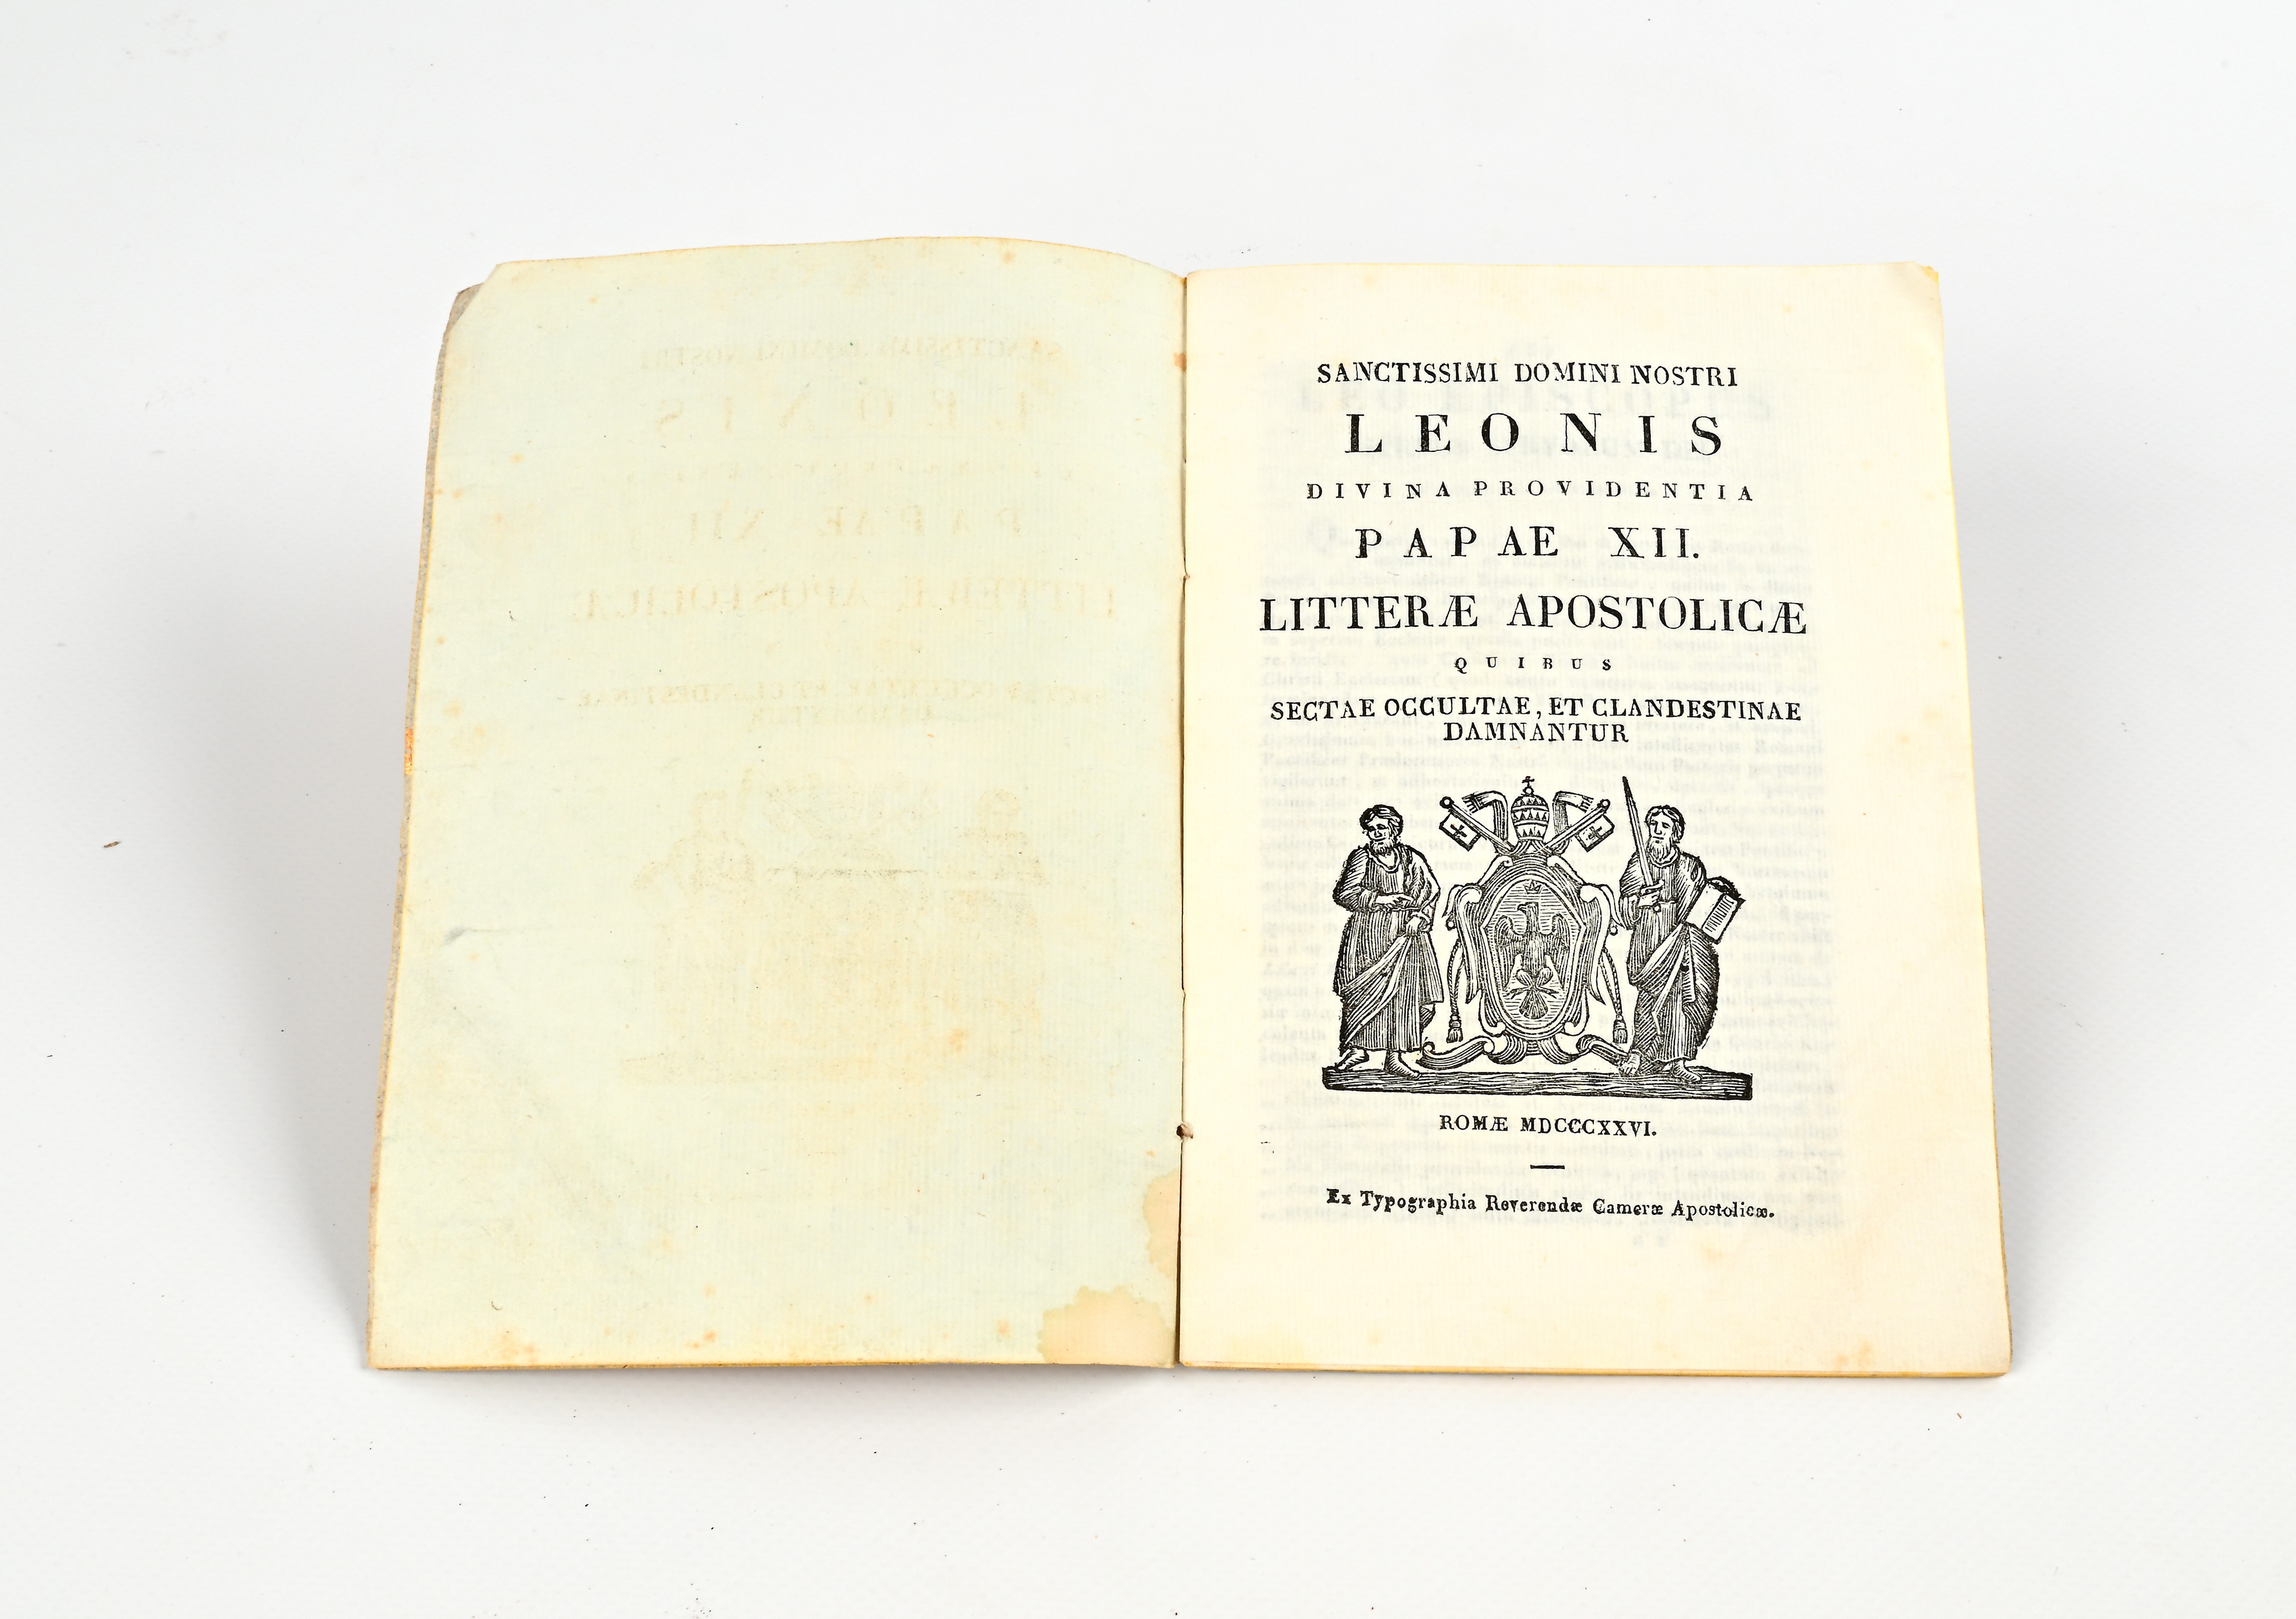 SANCTISSIMI DOMINI NOSTRI
LEONIS
DIVINA PROVIDENTIA
PAPAE XII.
LITTERÆ APOSTOLICÆ
QUIBUS
SECTAE OCCULTAE, ET CLANDESTINAE
DAMNANTUR
ROMÆ MDCCCXXVI.
Ex Typographia Reverendæ Cameræ Apostolicæ.